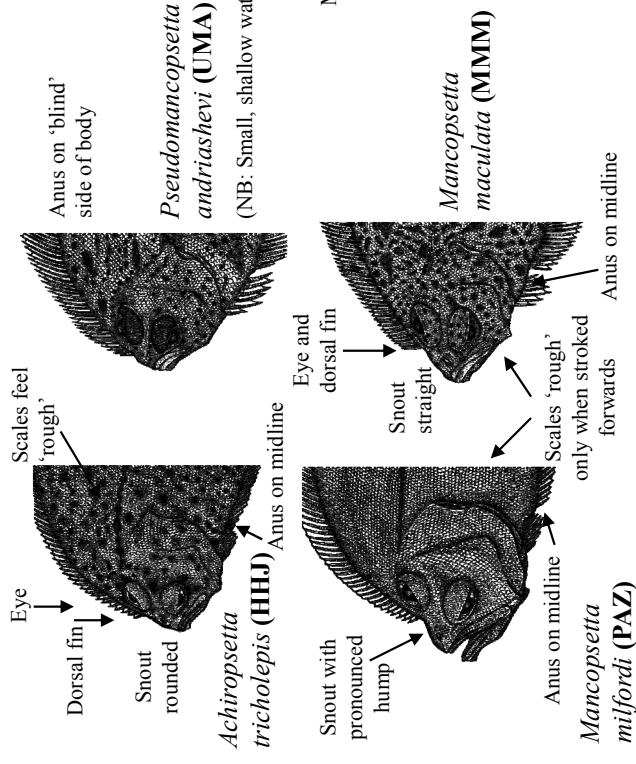 Eye
Dorsal fin
Scales feel
'rough'
Snout
rounded
Achiropsetta
tricholepis (HHJ)
Anus on midline
Anus on 'blind'
side of body
Pseudomancopsetta
andriashevi (UMA)
(NB: Small, shallow wat
Snout with
pronounced
hump
Anus on midline
Mancopsetta
milfordi (PAZ)
Scales 'rough'
only when stroked
forwards
Eye and
dorsal fin
Snout
straight
Mancopsetta
maculata (MMM)
Anus on midline